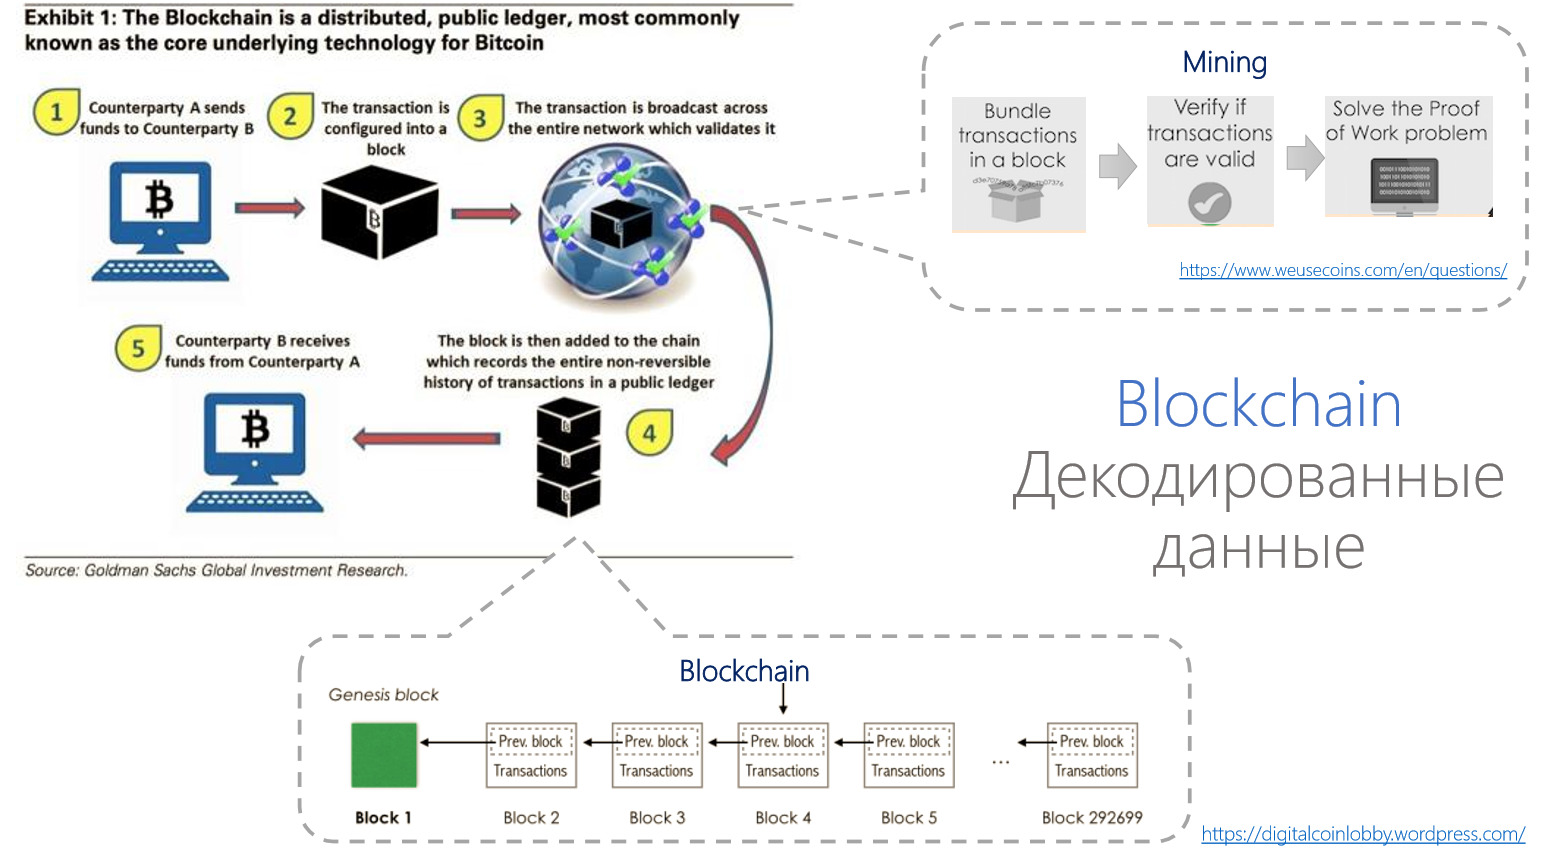 Exhibit 1: The Blockchain is a distributed, public ledger, most commonly
known as the core underlying technology for Bitcoin
1
Counterparty A sends
funds to Counterparty B
2
The transaction is
configured into a
block
3
The transaction is broadcast across
the entire network which validates it
5
Counterparty B receives
funds from Counterparty A
The block is then added to the chain
which records the entire non-reversible
history of transactions in a public ledger
4
Source: Goldman Sachs Global Investment Research.
Mining
Bundle
transactions
in a block
Verify if
transactions
are valid
Solve the Proof
of Work problem
https://www.weusecoins.com/en/questions/
Blockchain
Декодированные
данные
Blockchain
Genesis block
Prev. block
Transactions
Prev. block
Transactions
Prev. block
Transactions
Prev. block
Transactions
...
Prev. block
Transactions
Block 1
Block 2
Block 3
Block 4
Block 5
Block 292699
https://digitalcoinlobby.wordpress.com/